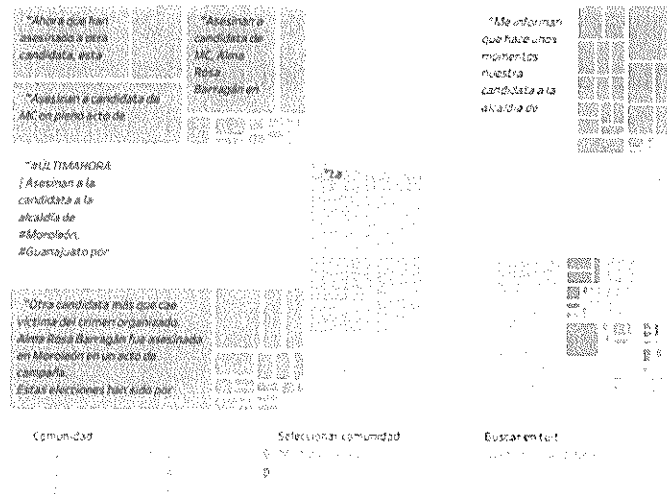 "Ahora que han
asesinado a otra
candidata, esta
"Asesinan a candidata de
MC en pleno acto de
"Asesinan a
candidata de
MC, Alma
Rosa
Barragán en
"Me informan
que hace unos
momentos
nuestra
candidata a la
alcaldía de
"#ÚLTIMAHORA
| Asesinan a la
candidata a la
alcaldía de
#Moroleón,
#Guanajuato por
"La
"Otra candidata más que cae
víctima del crimen organizado.
Alma Rosa Barragán fue asesinada
en Moroleón en un acto de
campaña.
Estas elecciones han sido por
Comunidad
Seleccionar comunidad
Buscar en tuit